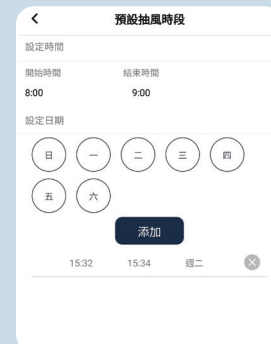 預設抽風時段
設定時間
開始時間 結束時間
8:00 9:00
設定日期
日 一 二 三 四
五 六
添加
15:32 15:34 週二